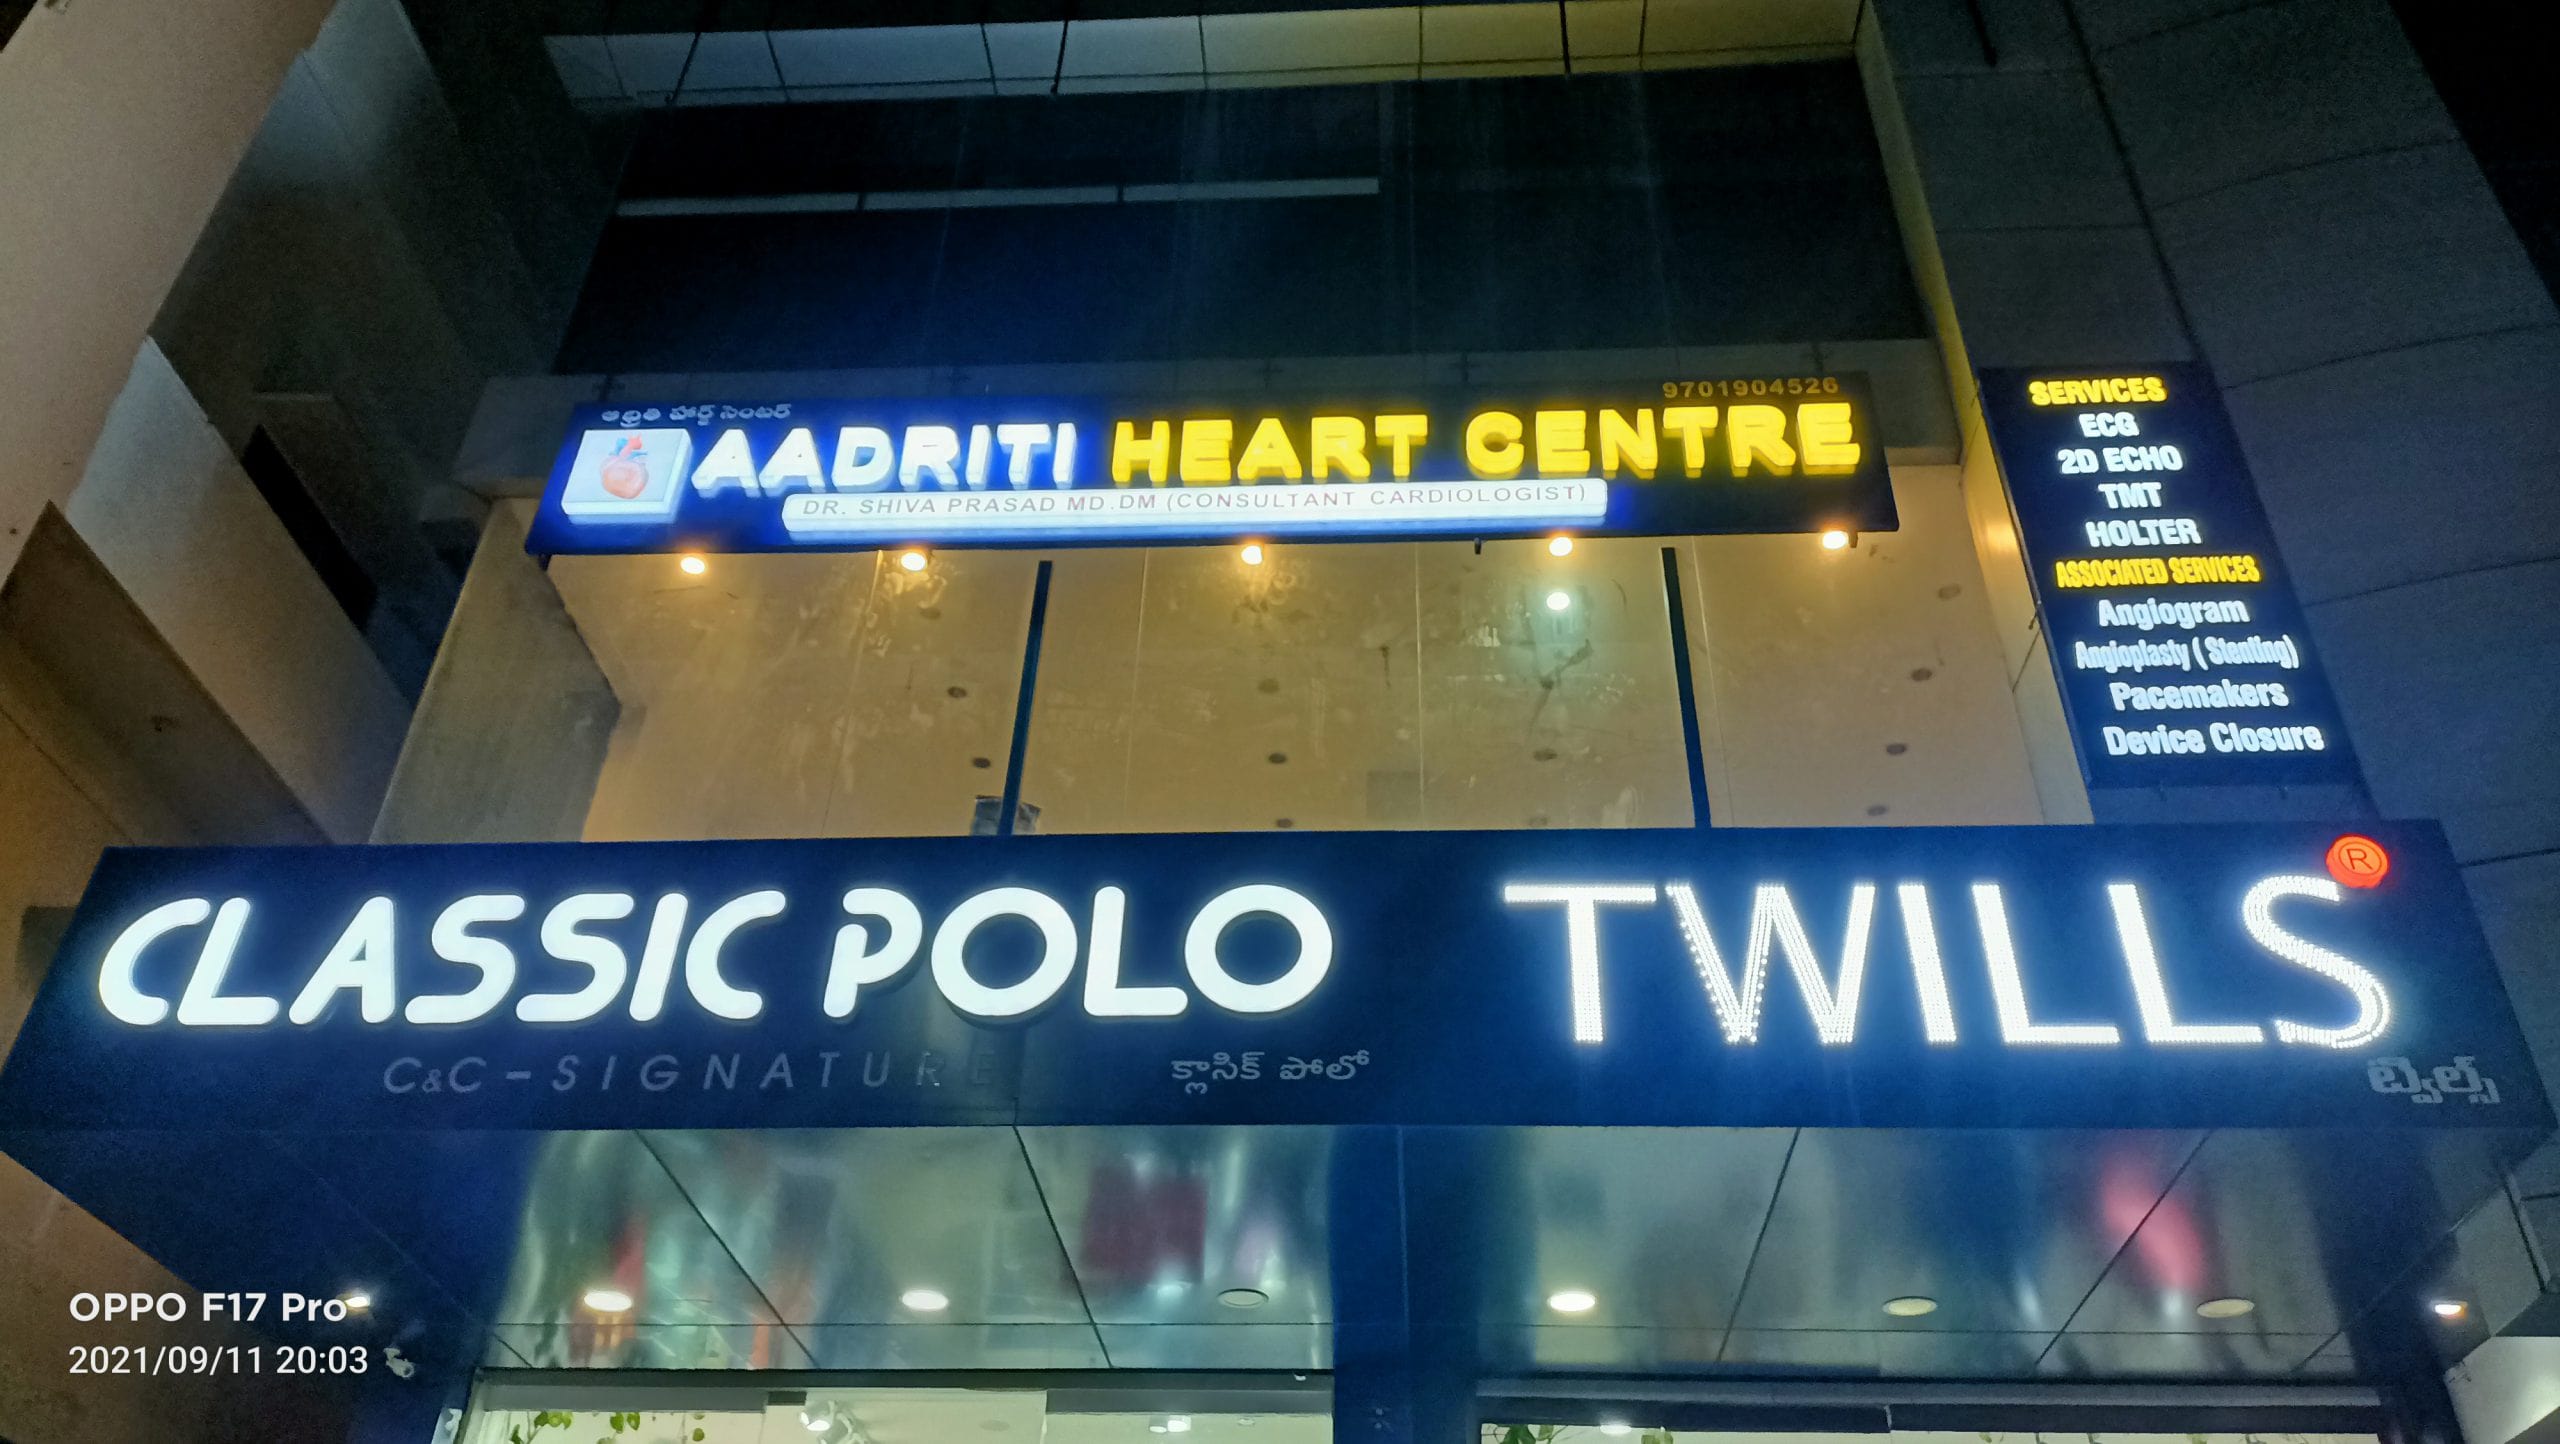 9701904526
ఆద్రితి హార్ట్ సెంటర్
AADRITI HEART CENTRE
DR. SHIVA PRASAD MD.DM (CONSULTANT CARDIOLOGIST)
SERVICES
ECG
2D ECHO
TMT
HOLTER
ASSOCIATED SERVICES
Angiogram
Angioplasty ( Stenting)
Pacemakers
Device Closure
CLASSIC POLO
C&C - SIGNATURE
క్లాసిక్ పోలో
TWILLS ®
ట్విల్స్
OPPO F17 Pro
2021/09/11 20:03